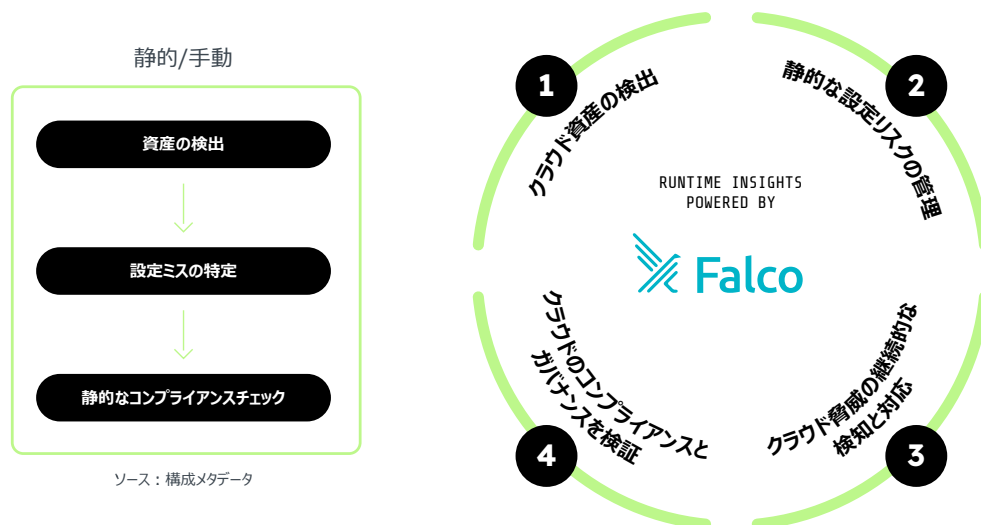 静的/手動
資産の検出
設定ミスの特定
静的なコンプライアンスチェック
ソース：構成メタデータ
1
クラウド資産の検出
2
静的な設定リスクの管理
RUNTIME INSIGHTS
POWERED BY
Falco
3
クラウド脅威の継続的な
検知と対応
4
クラウドのコンプライアンスと
ガバナンスを検証